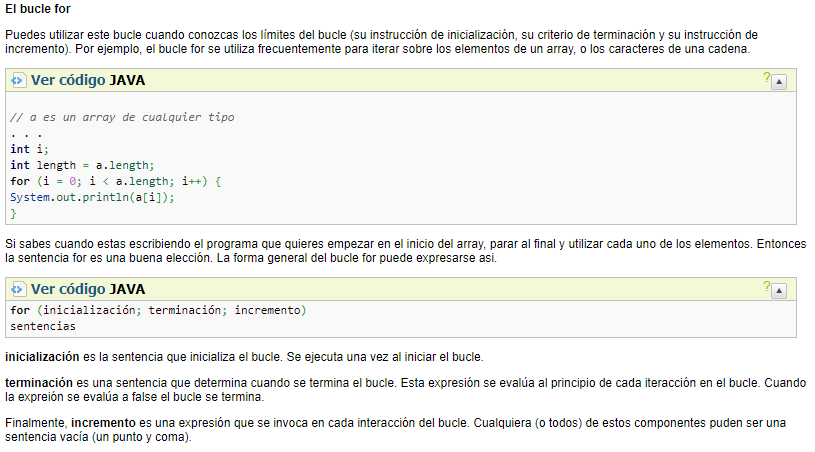 El bucle for
Puedes utilizar este bucle cuando conozcas los límites del bucle (su instrucción de inicialización, su criterio de terminación y su instrucción de
incremento). Por ejemplo, el bucle for se utiliza frecuentemente para iterar sobre los elementos de un array, o los caracteres de una cadena.
Ver código JAVA
?
// a es un array de cualquier tipo
. . .
int i;
int length = a.length;
for (i = 0; i < a.length; i++) {
System.out.println(a[i]);
}
Si sabes cuando estas escribiendo el programa que quieres empezar en el inicio del array, parar al final y utilizar cada uno de los elementos. Entonces
la sentencia for es una buena elección. La forma general del bucle for puede expresarse asi.
Ver código JAVA
?
for (inicialización; terminación; incremento)
sentencias
inicialización es la sentencia que inicializa el bucle. Se ejecuta una vez al iniciar el bucle.
terminación es una sentencia que determina cuando se termina el bucle. Esta expresión se evalúa al principio de cada iteracción en el bucle. Cuando
la expreión se evalúa a false el bucle se termina.
Finalmente, incremento es una expresión que se invoca en cada interacción del bucle. Cualquiera (o todos) de estos componentes puden ser una
sentencia vacía (un punto y coma).